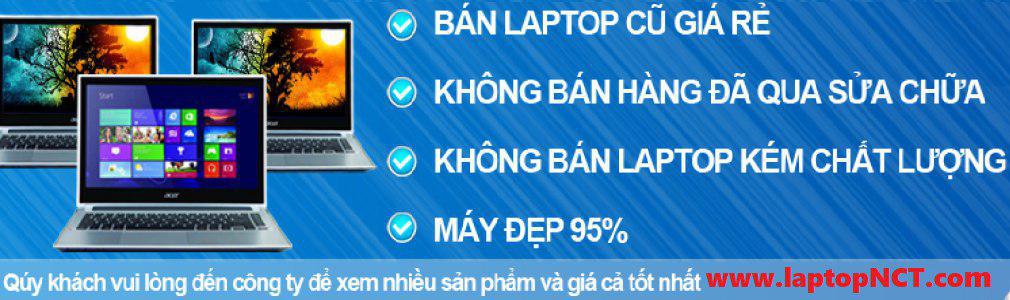 BÁN LAPTOP CŨ GIÁ RẺ
KHÔNG BÁN HÀNG ĐÃ QUA SỬA CHỮA
KHÔNG BÁN LAPTOP KÉM CHẤT LƯỢNG
MÁY ĐẸP 95%
Start
acer
Qúy khách vui lòng đến công ty để xem nhiều sản phẩm và giá cả tốt nhất www.laptopNCT.com